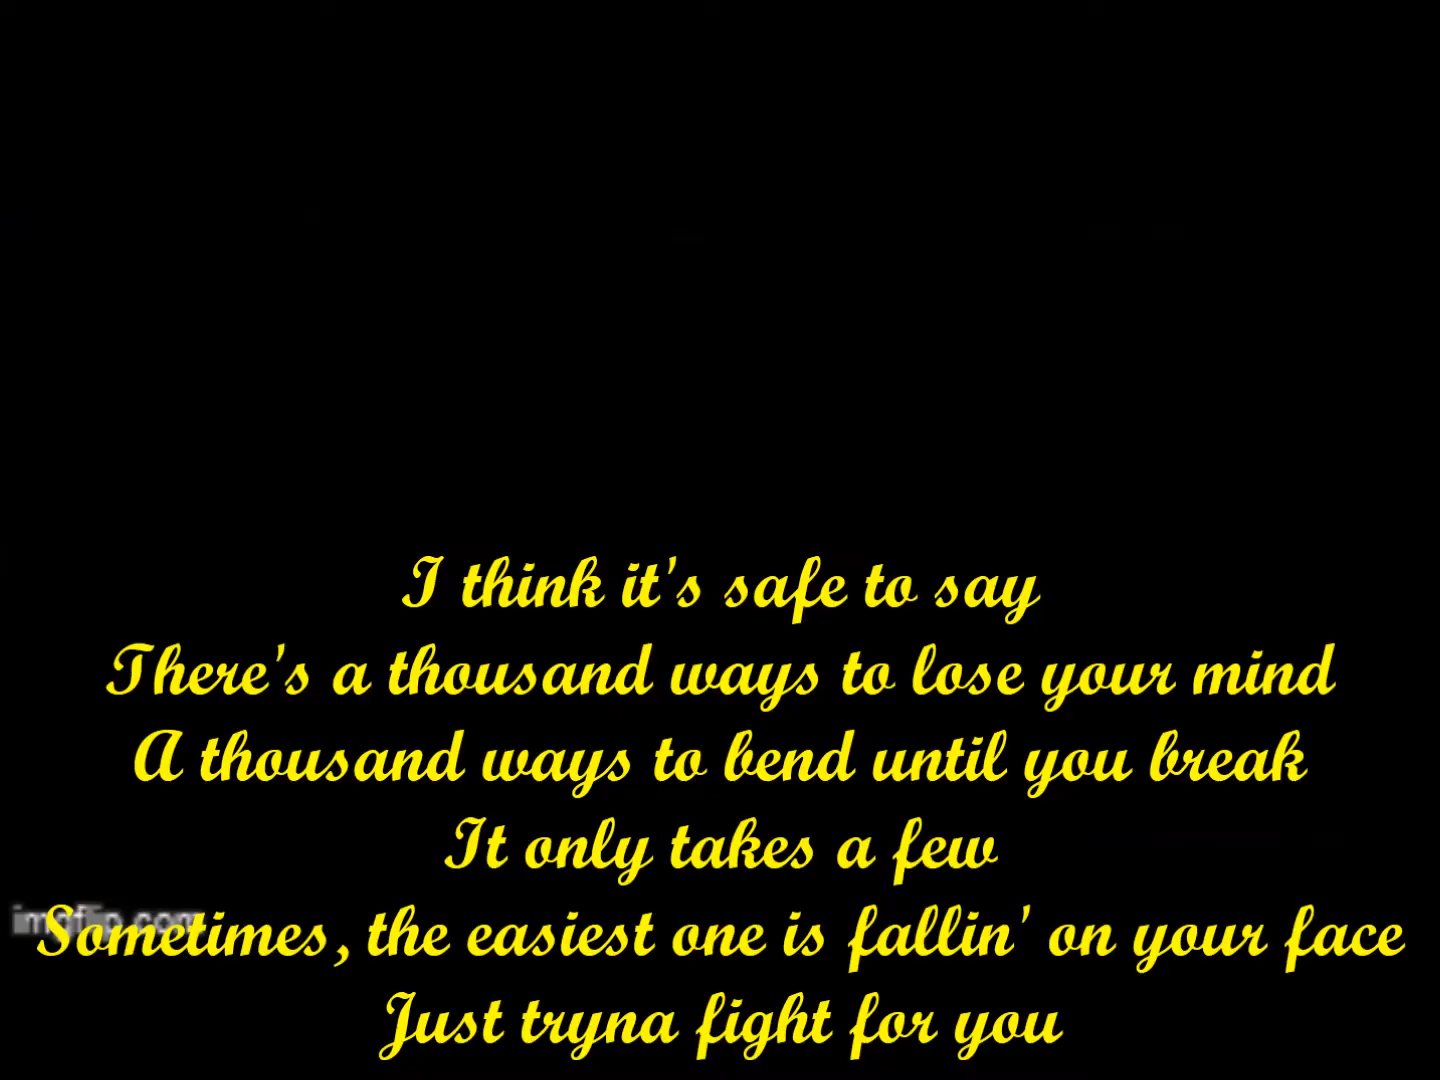 I think it's safe to say
There's a thousand ways to lose your mind
A thousand ways to bend until you break
It only takes a few
imgflip.com
Sometimes, the easiest one is fallin' on your face
Just tryna fight for you